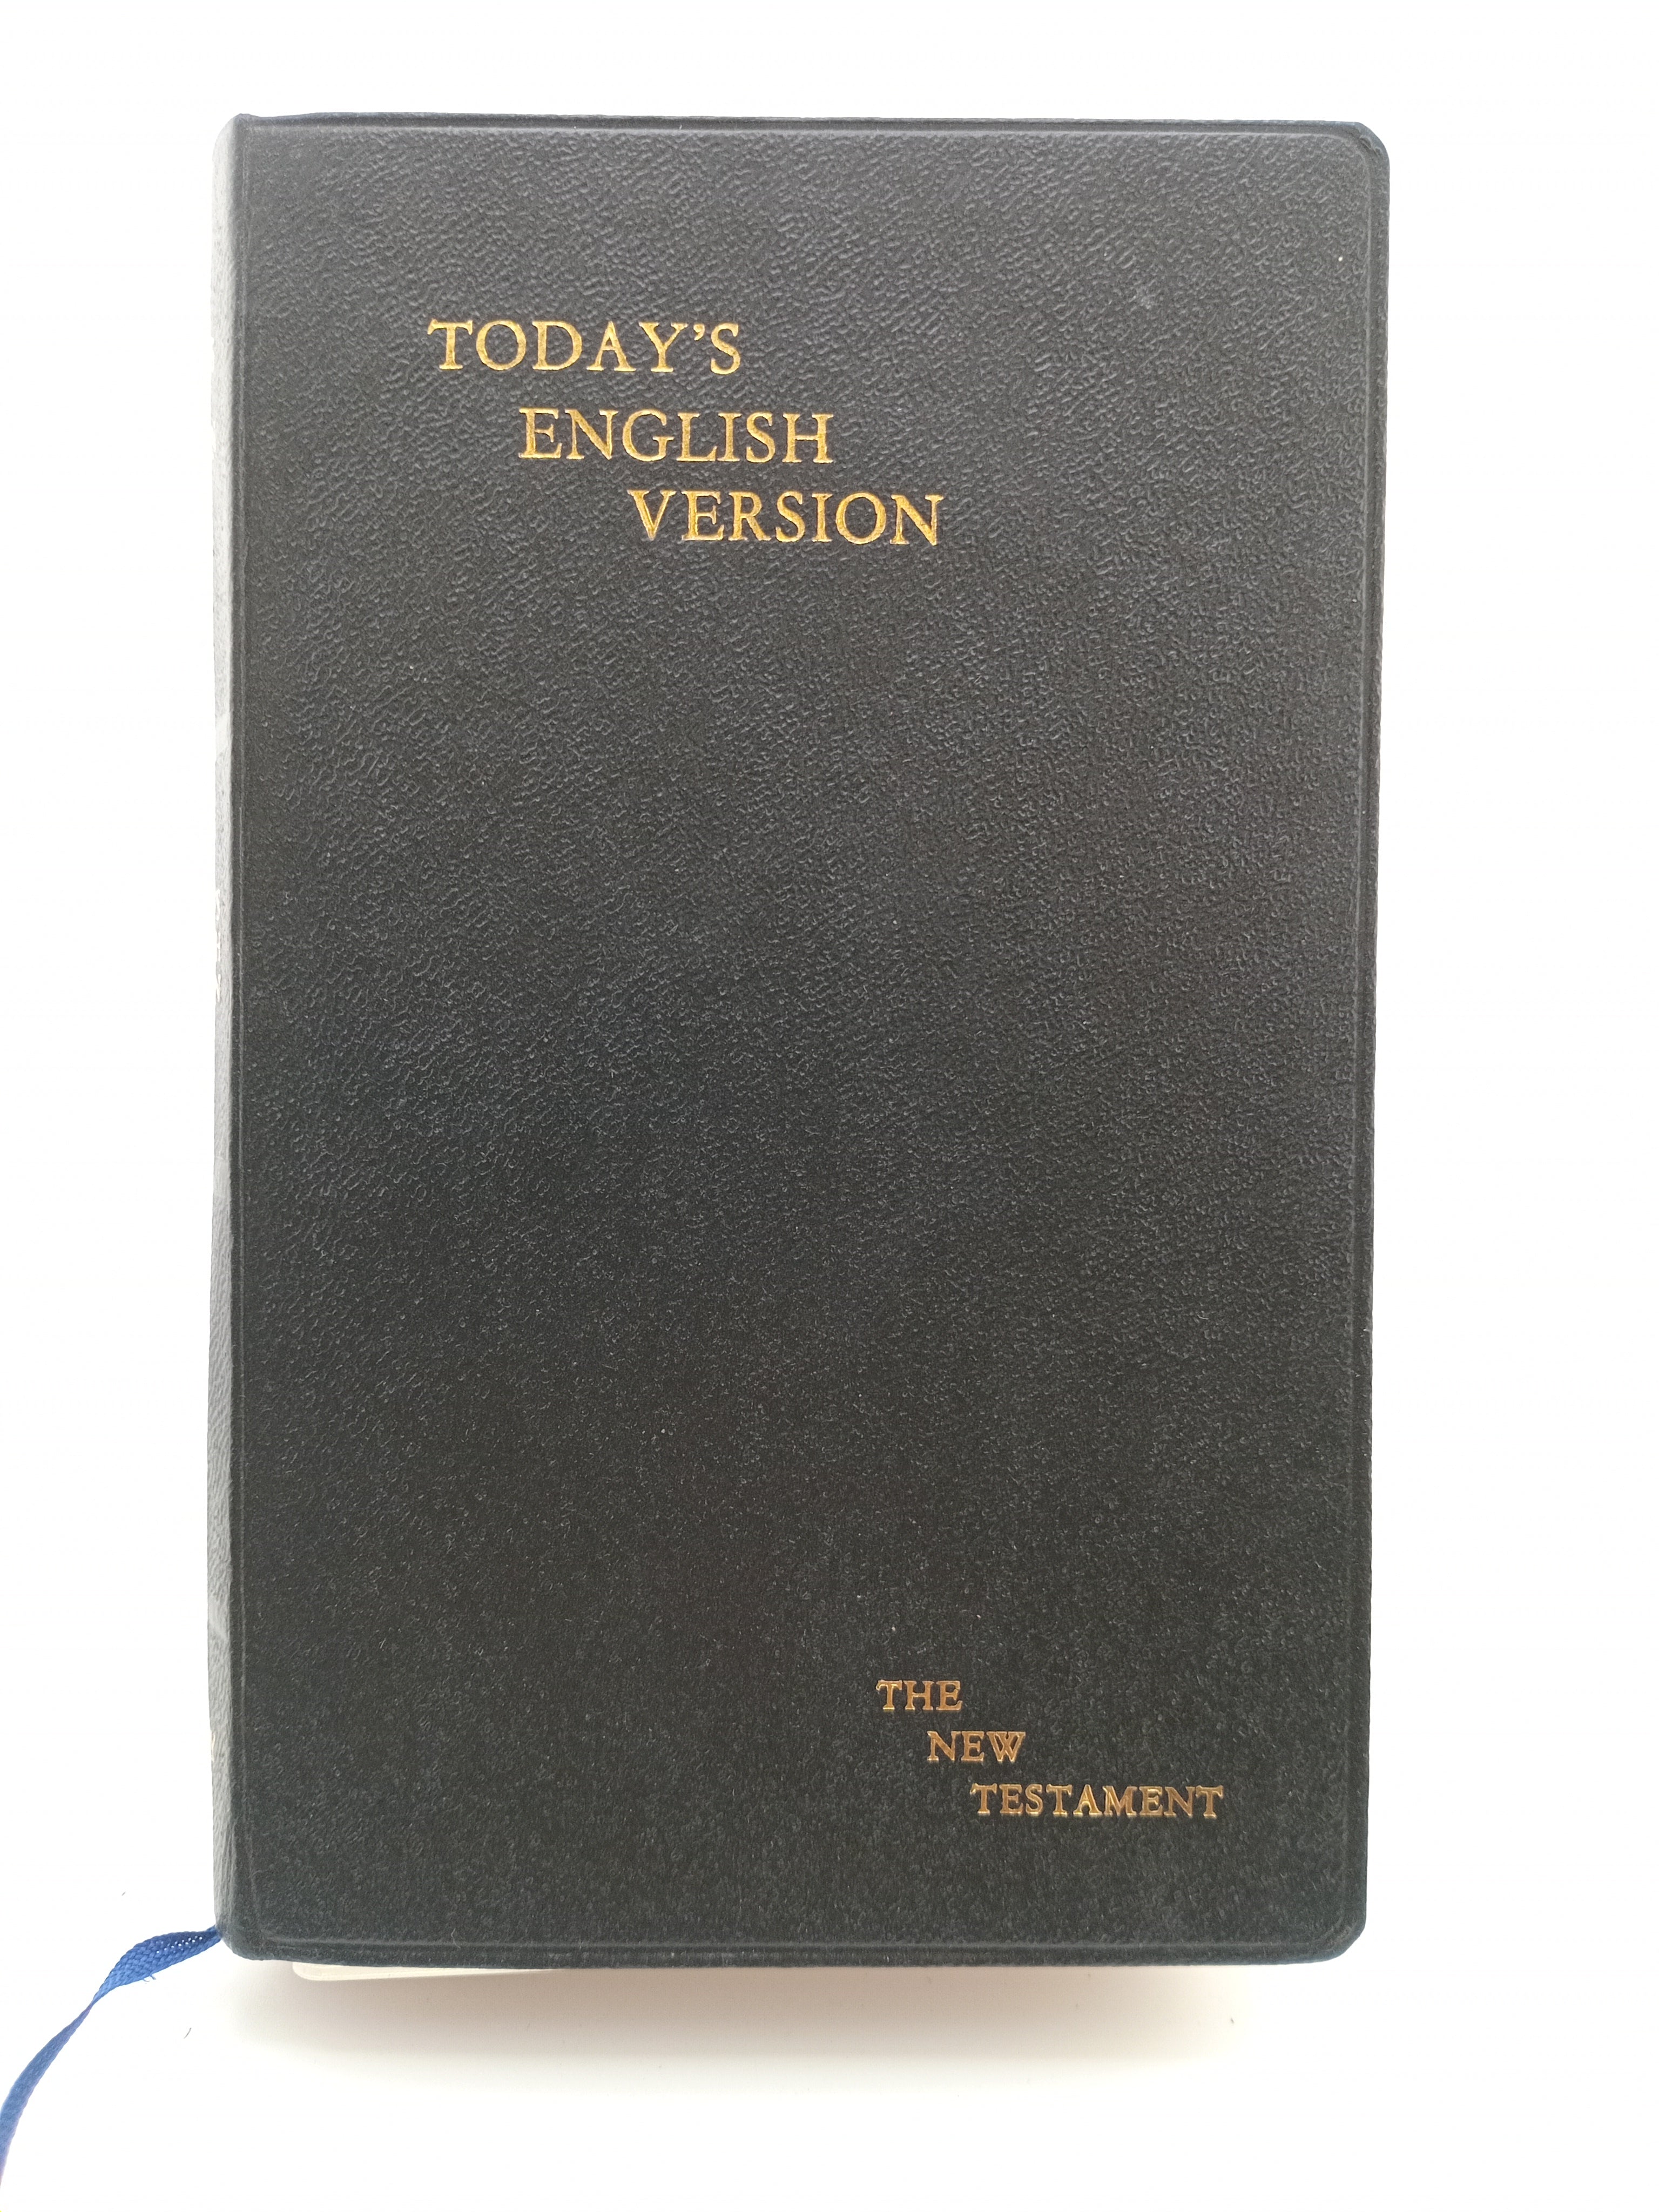 TODAY'S
ENGLISH
VERSION
THE
NEW
TESTAMENT